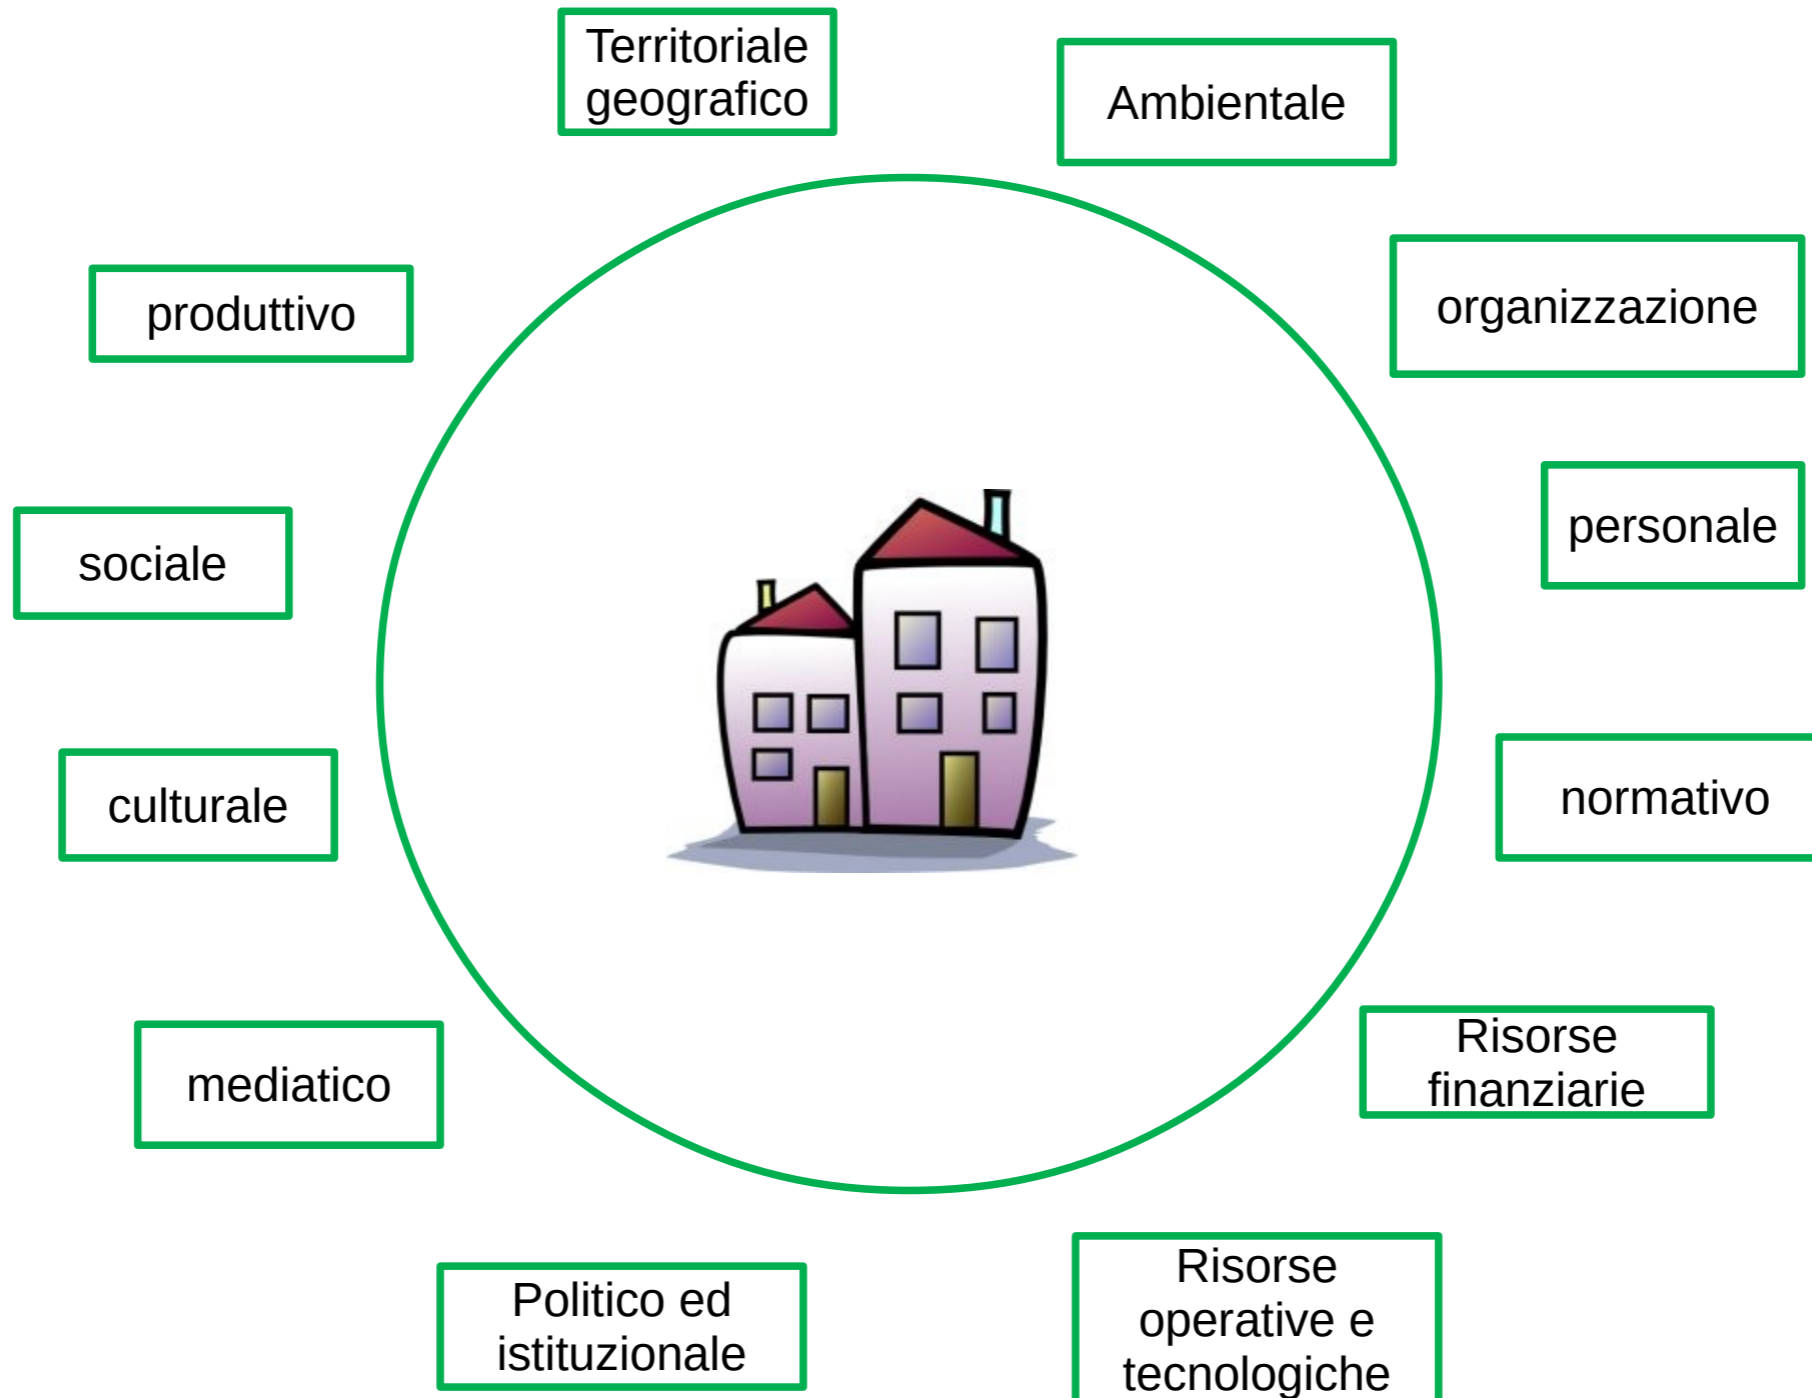 Territoriale
geografico
Ambientale
produttivo
organizzazione
sociale
personale
culturale
normativo
mediatico
Risorse
finanziarie
Politico ed
istituzionale
Risorse
operative e
tecnologiche